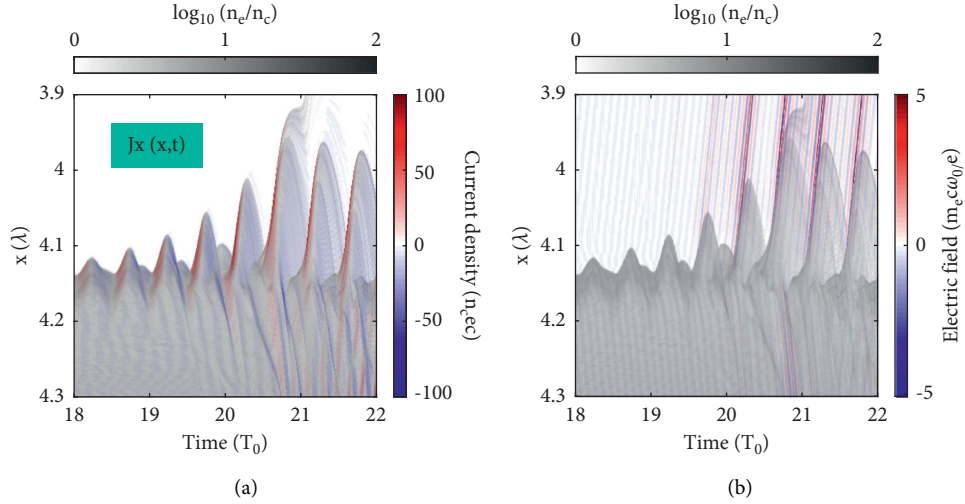 log10 (ne/nc)
0 1 2
3.9
4
4.1
4.2
4.3
x (λ)
Jx (x,t)
18 19 20 21 22
Time (T0)
100
50
0
-50
-100
Current density (ncec)
(a)
log10 (ne/nc)
0 1 2
3.9
4
4.1
4.2
4.3
x (λ)
18 19 20 21 22
Time (T0)
5
0
-5
Electric field (mecω0/e)
(b)